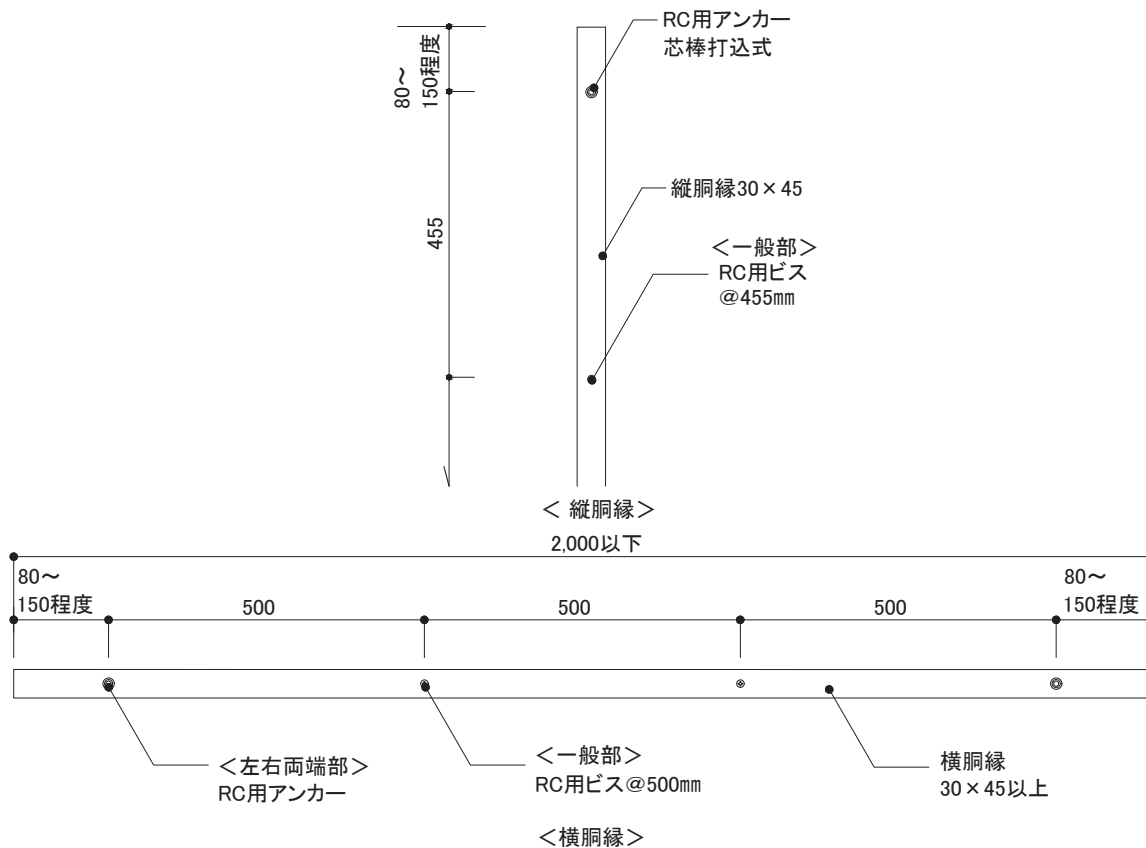 RC用アンカー
芯棒打込式
80～
150程度
縦胴縁30×45
455
＜一般部＞
RC用ビス
@455㎜
＜ 縦胴縁＞
2,000以下
80～
150程度
500
500
500
80～
150程度
＜左右両端部＞
RC用アンカー
＜一般部＞
RC用ビス@500㎜
横胴縁
30×45以上
＜横胴縁＞